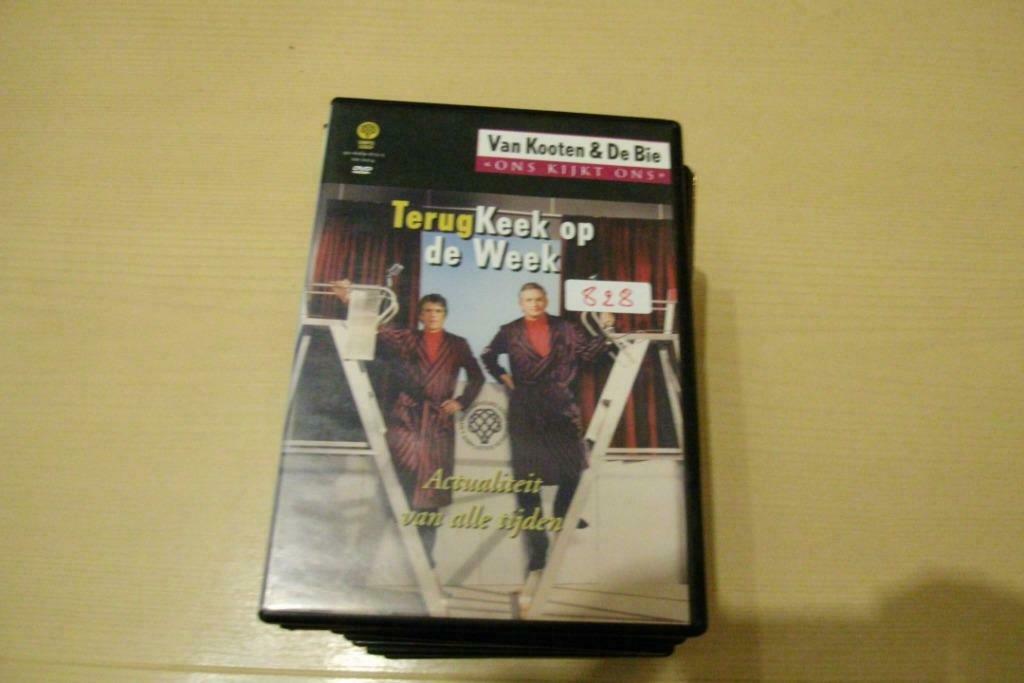 Van Kooten & De Bie
"ONS KIJKT ONS"
TerugKeek op
de Week
828
Actualiteit
van alle tijden